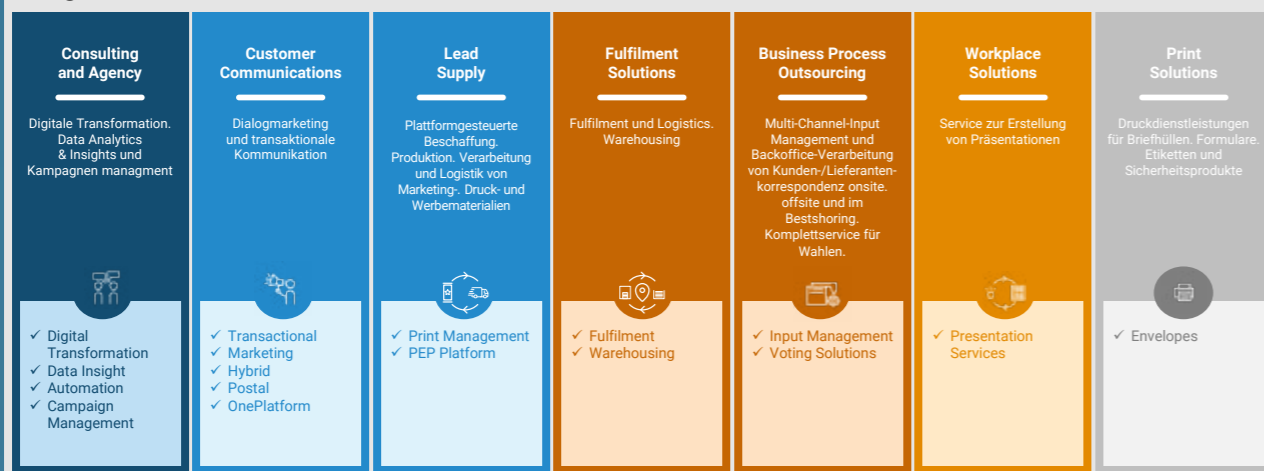 Consulting
and Agency
Digitale Transformation.
Data Analytics
& Insights und
Kampagnen managment
✓ Digital
Transformation
✓ Data Insight
✓ Automation
✓ Campaign
Management
Customer
Communications
Dialogmarketing
und transaktionale
Kommunikation
✓ Transactional
✓ Marketing
✓ Hybrid
✓ Postal
✓ OnePlatform
Lead
Supply
Plattformgesteuerte
Beschaffung.
Produktion. Verarbeitung
und Logistik von
Marketing-. Druck- und
Werbematerialien
✓ Print Management
✓ PEP Platform
Fulfilment
Solutions
Fulfilment und Logistics.
Warehousing
✓ Fulfilment
✓ Warehousing
Business Process
Outsourcing
Multi-Channel-Input
Management und
Backoffice-Verarbeitung
von Kunden-/Lieferanten-
korrespondenz onsite.
offsite und im
Bestshoring.
Komplettservice für
Wahlen.
✓ Input Management
✓ Voting Solutions
Workplace
Solutions
Service zur Erstellung
von Präsentationen
✓ Presentation
Services
Print
Solutions
Druckdienstleistungen
für Briefhüllen. Formulare.
Etiketten und
Sicherheitsprodukte
✓ Envelopes